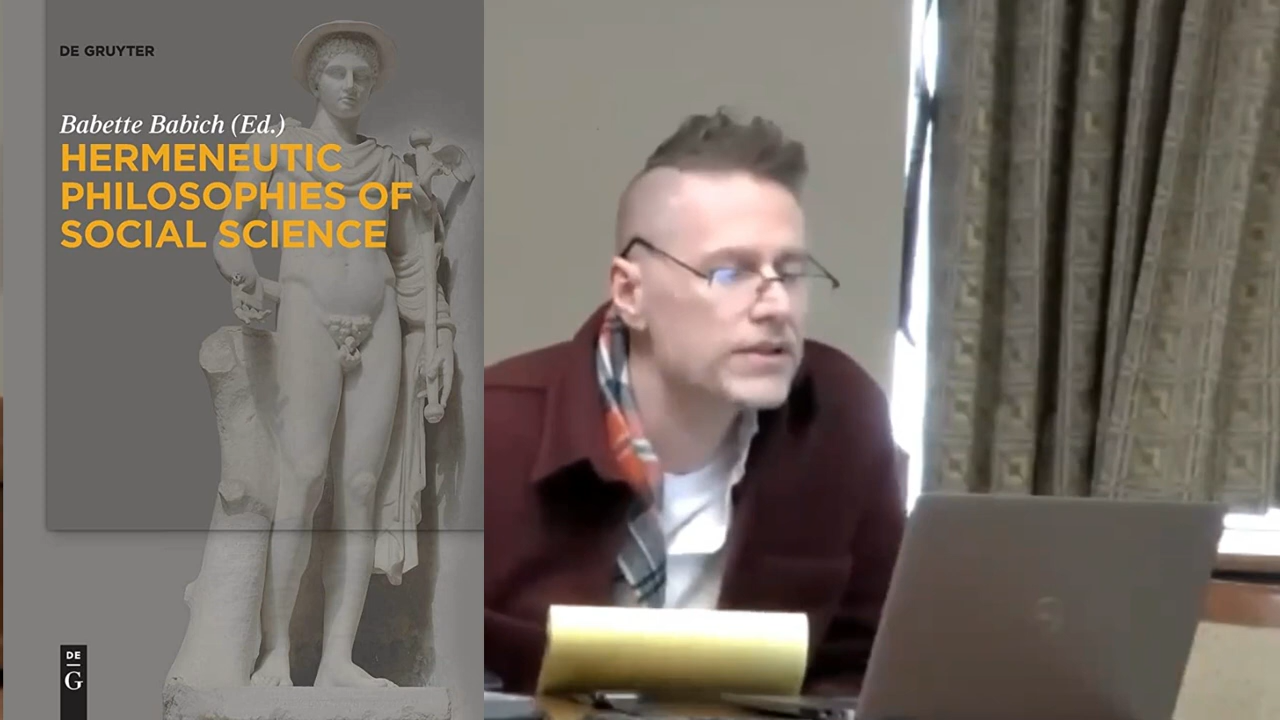 DE GRUYTER
Babette Babich (Ed.)
HERMENEUTIC
PHILOSOPHIES OF
SOCIAL SCIENCE
DE
G